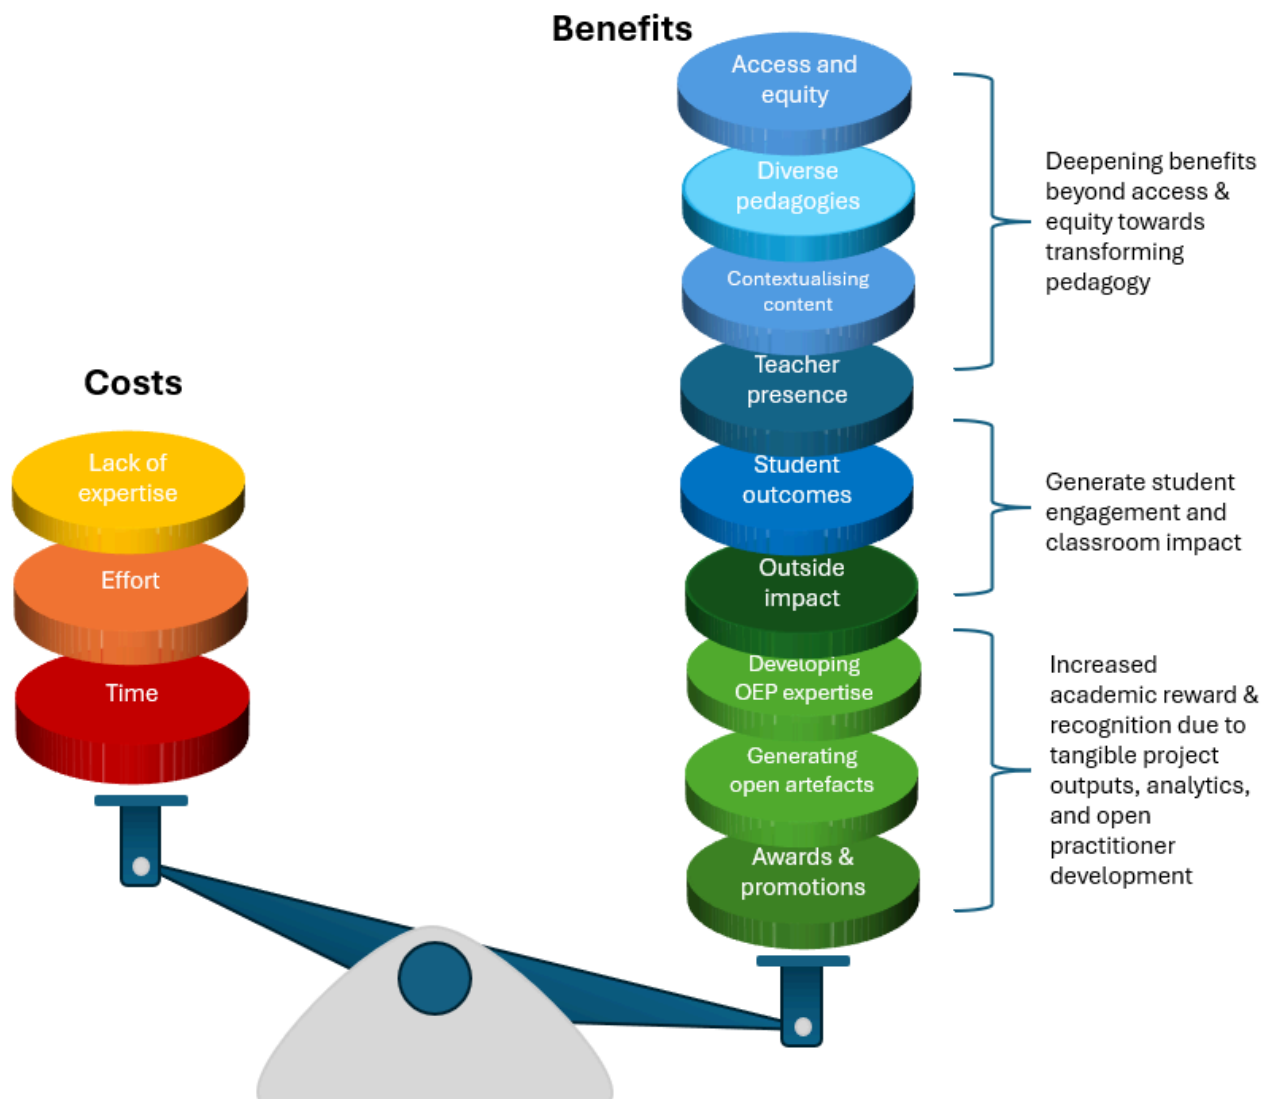 Benefits
Access and
equity
Diverse
pedagogies
Contextualising
content
Teacher
presence
Student
outcomes
Outside
impact
Developing
OEP expertise
Generating
open artefacts
Awards &
promotions
Deepening benefits
beyond access &
equity towards
transforming
pedagogy
Generate student
engagement and
classroom impact
Increased
academic reward &
recognition due to
tangible project
outputs, analytics,
and open
practitioner
development
Costs
Lack of
expertise
Effort
Time